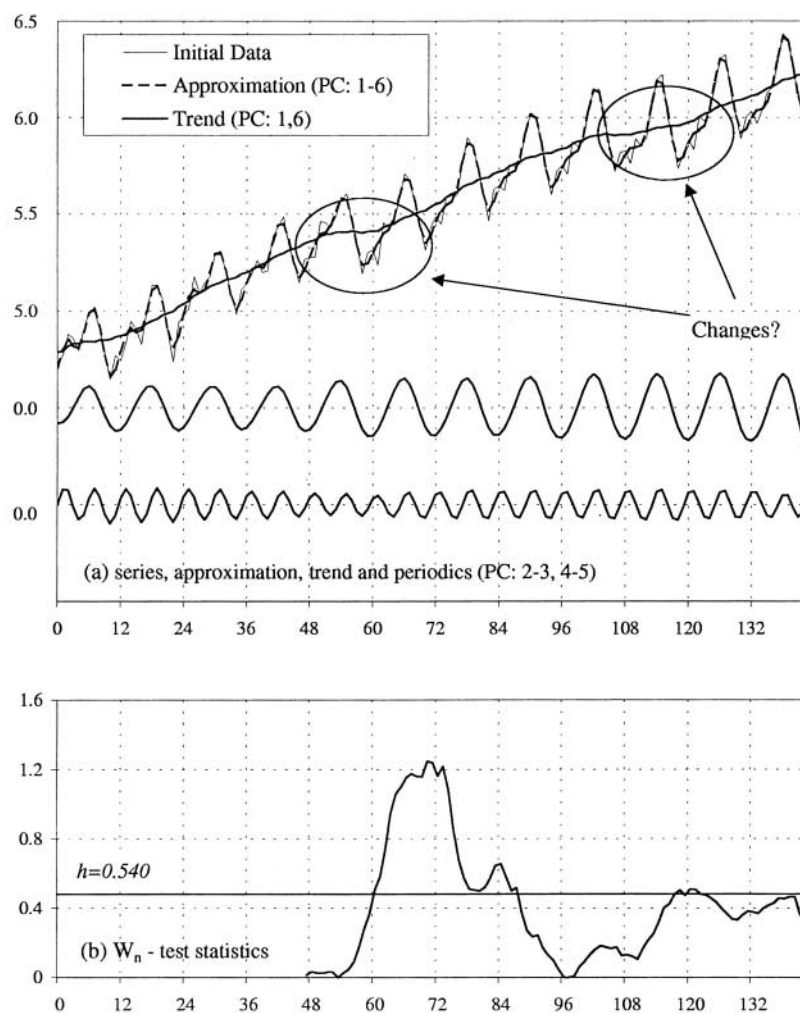 6.5
Initial Data
Approximation (PC: 1-6)
Trend (PC: 1,6)
6.0
5.5
5.0
Changes?
0.0
0.0
(a) series, approximation, trend and periodics (PC: 2-3, 4-5)
0 12 24 36 48 60 72 84 96 108 120 132
1.6
1.2
0.8
h=0.540
0.4
(b) Wn - test statistics
0
0 12 24 36 48 60 72 84 96 108 120 132